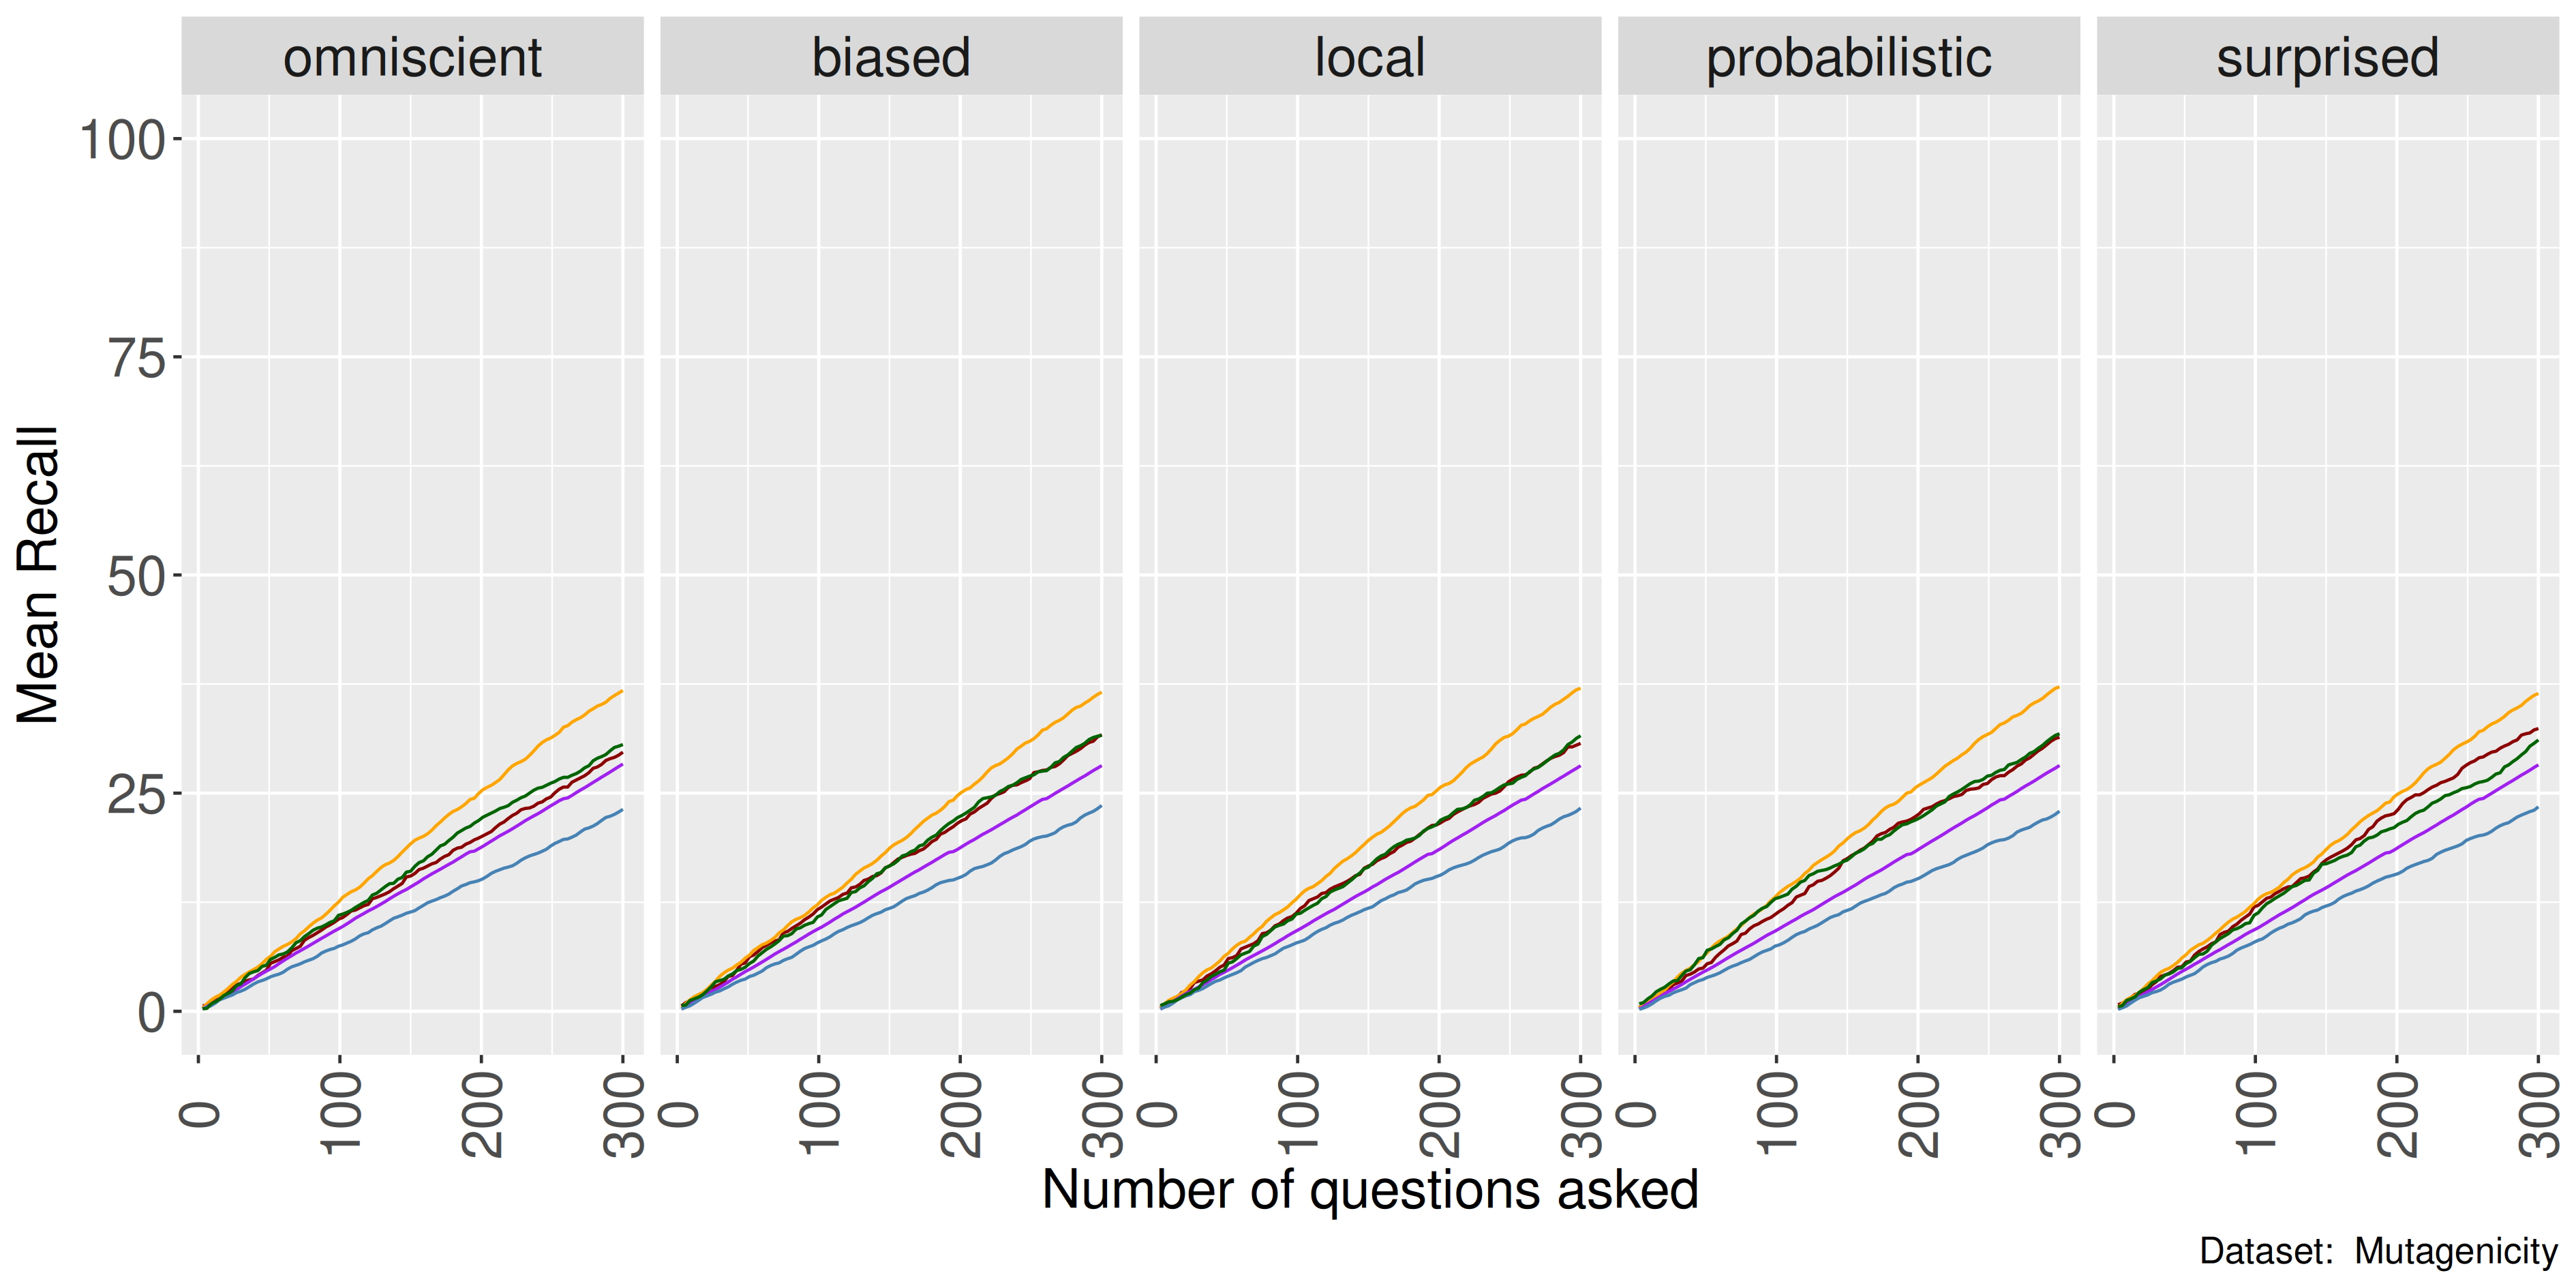 omniscient biased local probabilistic surprised
Mean Recall
100
75
50
25
0
0 100 200 300 0 100 200 300 0 100 200 300 0 100 200 300 0 100 200 300
Number of questions asked
Dataset: Mutagenicity